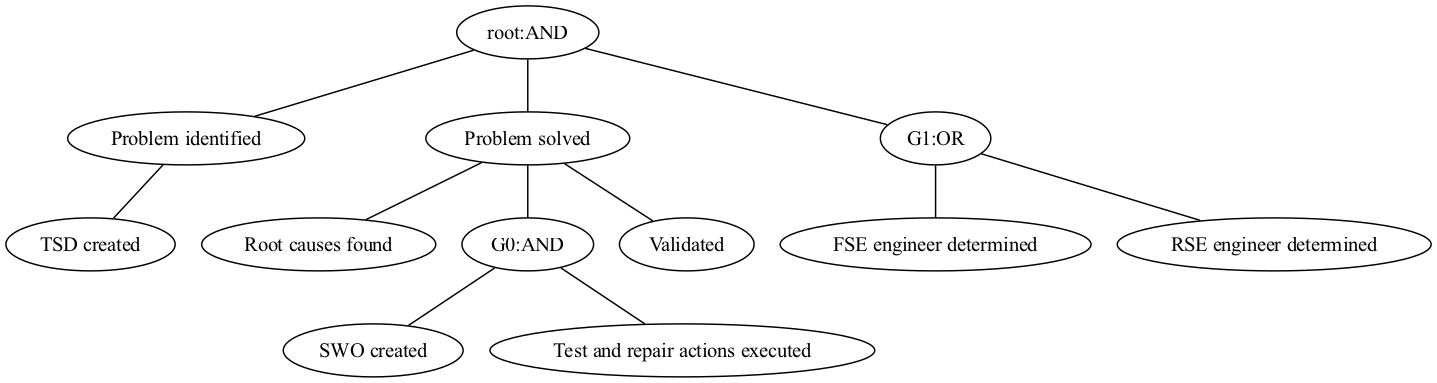 root:AND
Problem identified
Problem solved
G1:OR
TSD created
Root causes found
G0:AND
Validated
FSE engineer determined
RSE engineer determined
SWO created
Test and repair actions executed